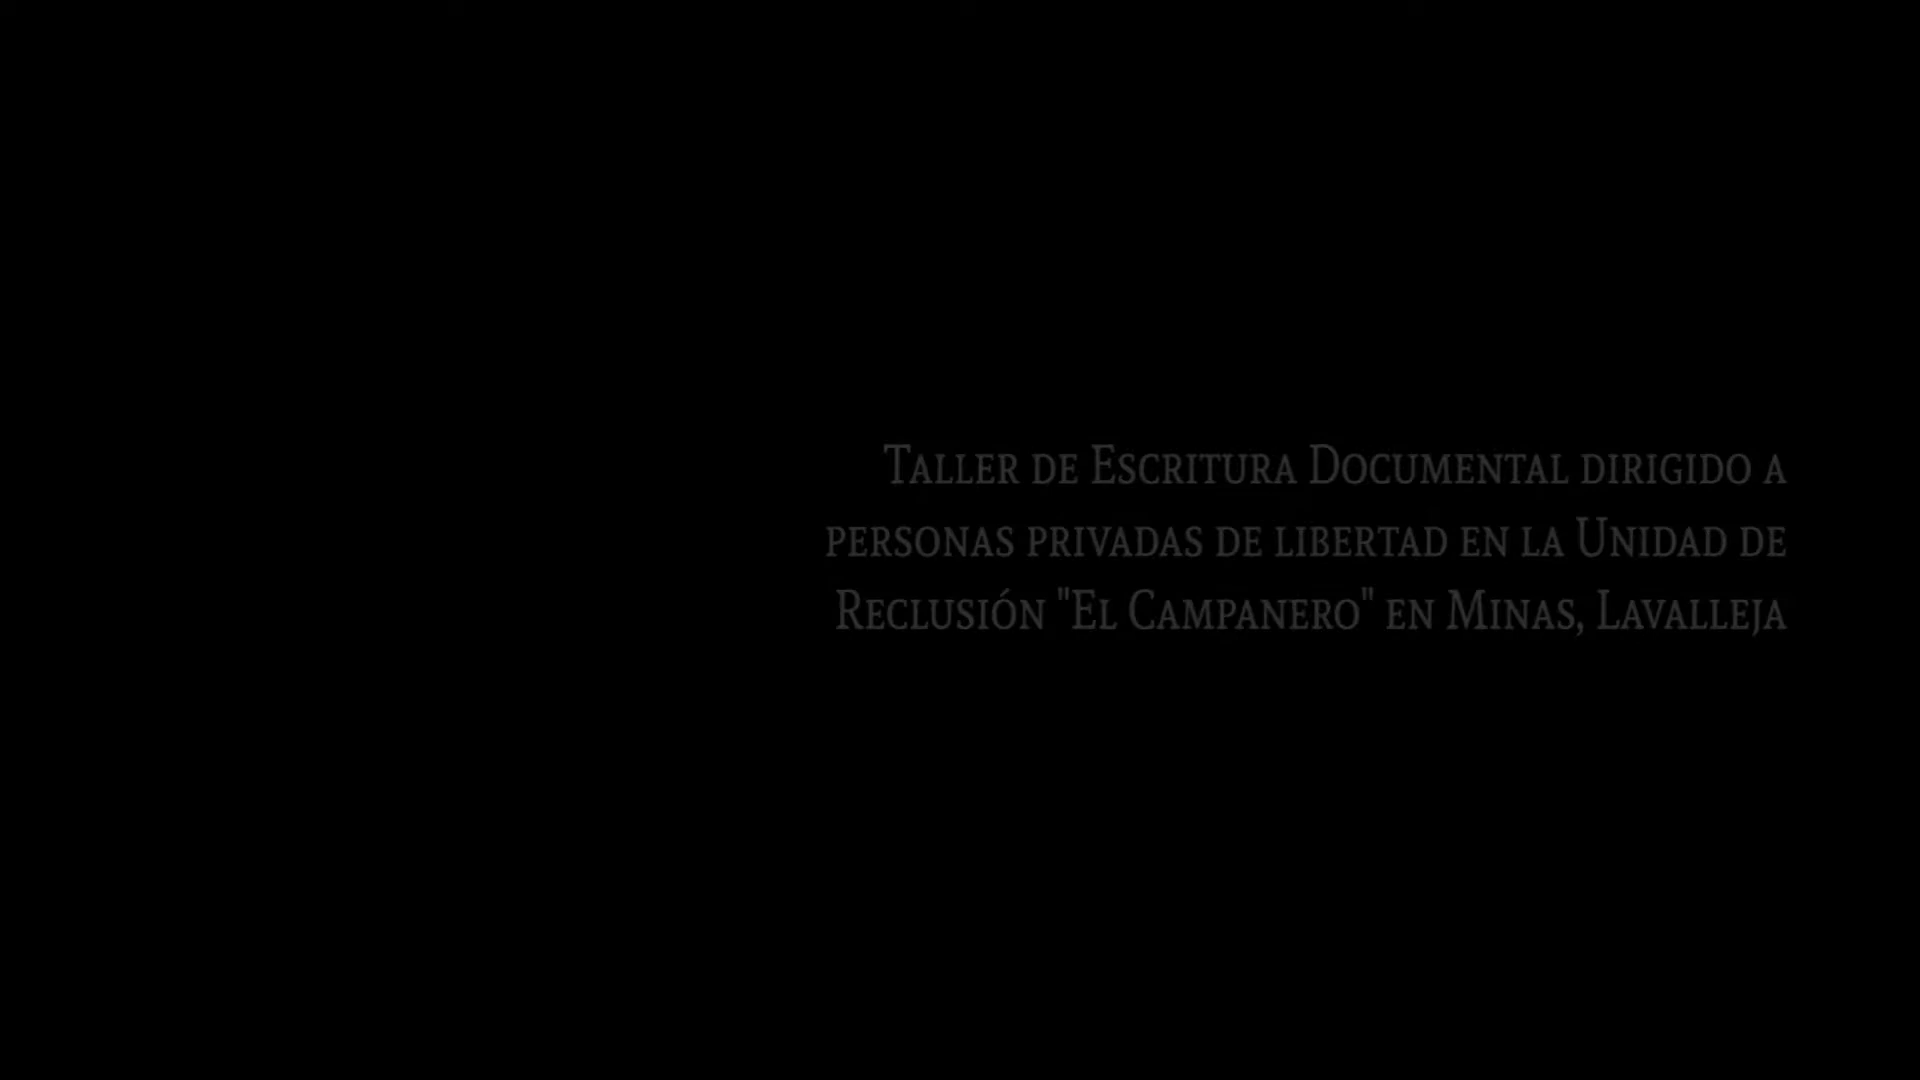 Taller de Escritura Documental dirigido a
personas privadas de libertad en la Unidad de
Reclusión "El Campanero" en Minas, Lavalleja